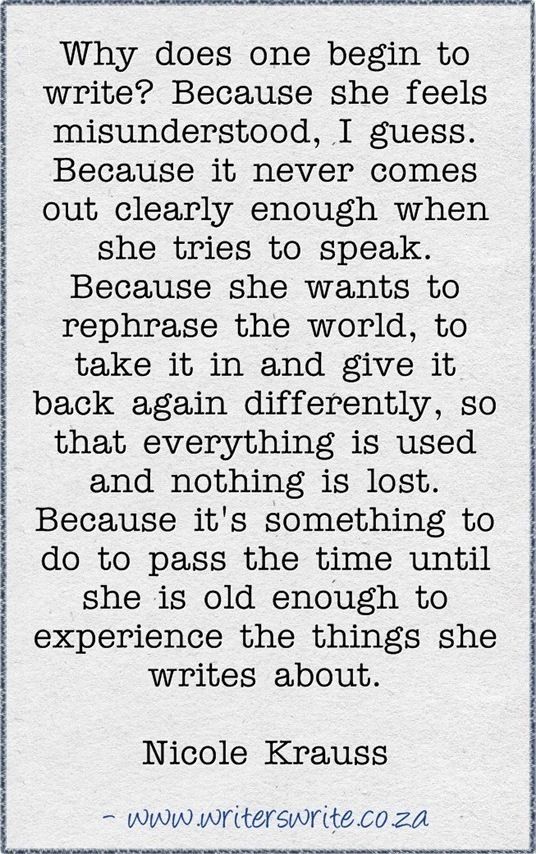 Why does one begin to
write? Because she feels
misunderstood, I guess.
Because it never comes
out clearly enough when
she tries to speak.
Because she wants to
rephrase the world, to
take it in and give it
back again differently, so
that everything is used
and nothing is lost.
Because it's something to
do to pass the time until
she is old enough to
experience the things she
writes about.
Nicole Krauss
- www.writerswrite.co.za